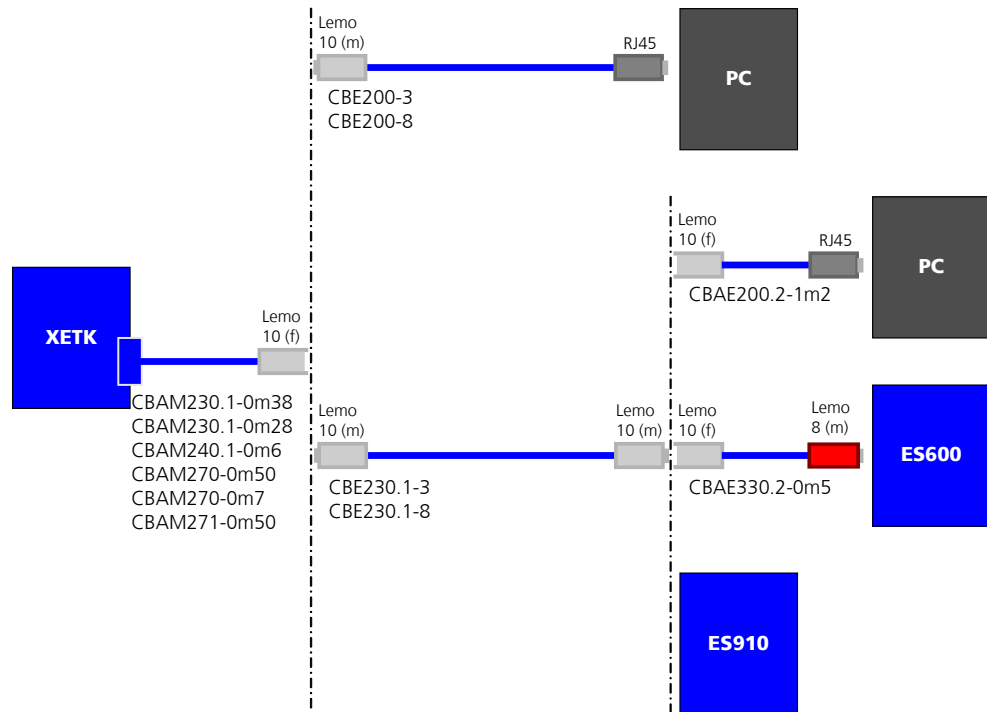 Lemo
10 (m)
RJ45
PC
CBE200-3
CBE200-8
Lemo
10 (f)
RJ45
PC
CBAE200.2-1m2
XETK
Lemo
10 (f)
CBAM230.1-0m38
CBAM230.1-0m28
CBAM240.1-0m6
CBAM270-0m50
CBAM270-0m7
CBAM271-0m50
Lemo
10 (m)
Lemo
10 (m)
CBE230.1-3
CBE230.1-8
Lemo
10 (f)
Lemo
8 (m)
ES600
CBAE330.2-0m5
ES910